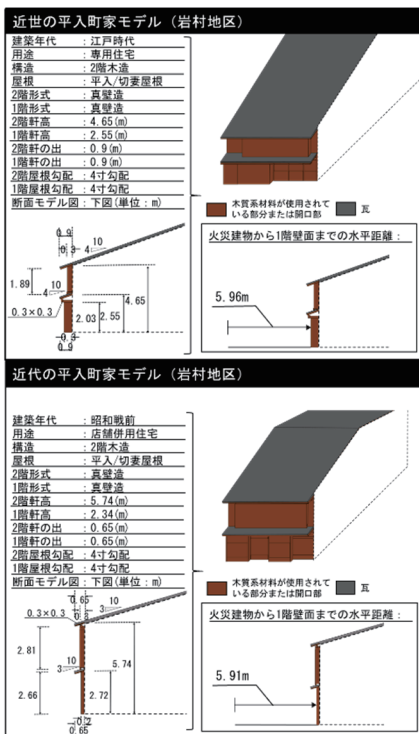 近世の平入町家モデル（岩村地区）
建築年代　：江戸時代
用途　：専用住宅
構造　：2階木造
屋根　：平入/切妻屋根
2階形式　：真壁造
1階形式　：真壁造
2階軒高　：4.65(m)
1階軒高　：2.55(m)
2階軒の出　：0.9(m)
1階軒の出　：0.9(m)
2階屋根勾配　：4寸勾配
1階屋根勾配　：4寸勾配
断面モデル図　：下図(単位：m)
木質系材料が使用されて
いる部分または開口部
瓦
0.9
0.3
10
4
1.89
10
4
0.3×0.3
2.03
2.55
4.65
0.3
0.9
火災建物から1階壁面までの水平距離：
5.96m
近代の平入町家モデル（岩村地区）
建築年代　：昭和戦前
用途　：店舗併用住宅
構造　：2階木造
屋根　：平入/切妻屋根
2階形式　：真壁造
1階形式　：真壁造
2階軒高　：5.74(m)
1階軒高　：2.34(m)
2階軒の出　：0.65(m)
1階軒の出　：0.65(m)
2階屋根勾配　：4寸勾配
1階屋根勾配　：4寸勾配
断面モデル図　：下図(単位：m)
木質系材料が使用されて
いる部分または開口部
瓦
0.65
10
3
0.3×0.3
2.81
10
3
5.74
2.66
2.72
0.2
0.65
火災建物から1階壁面までの水平距離：
5.91m